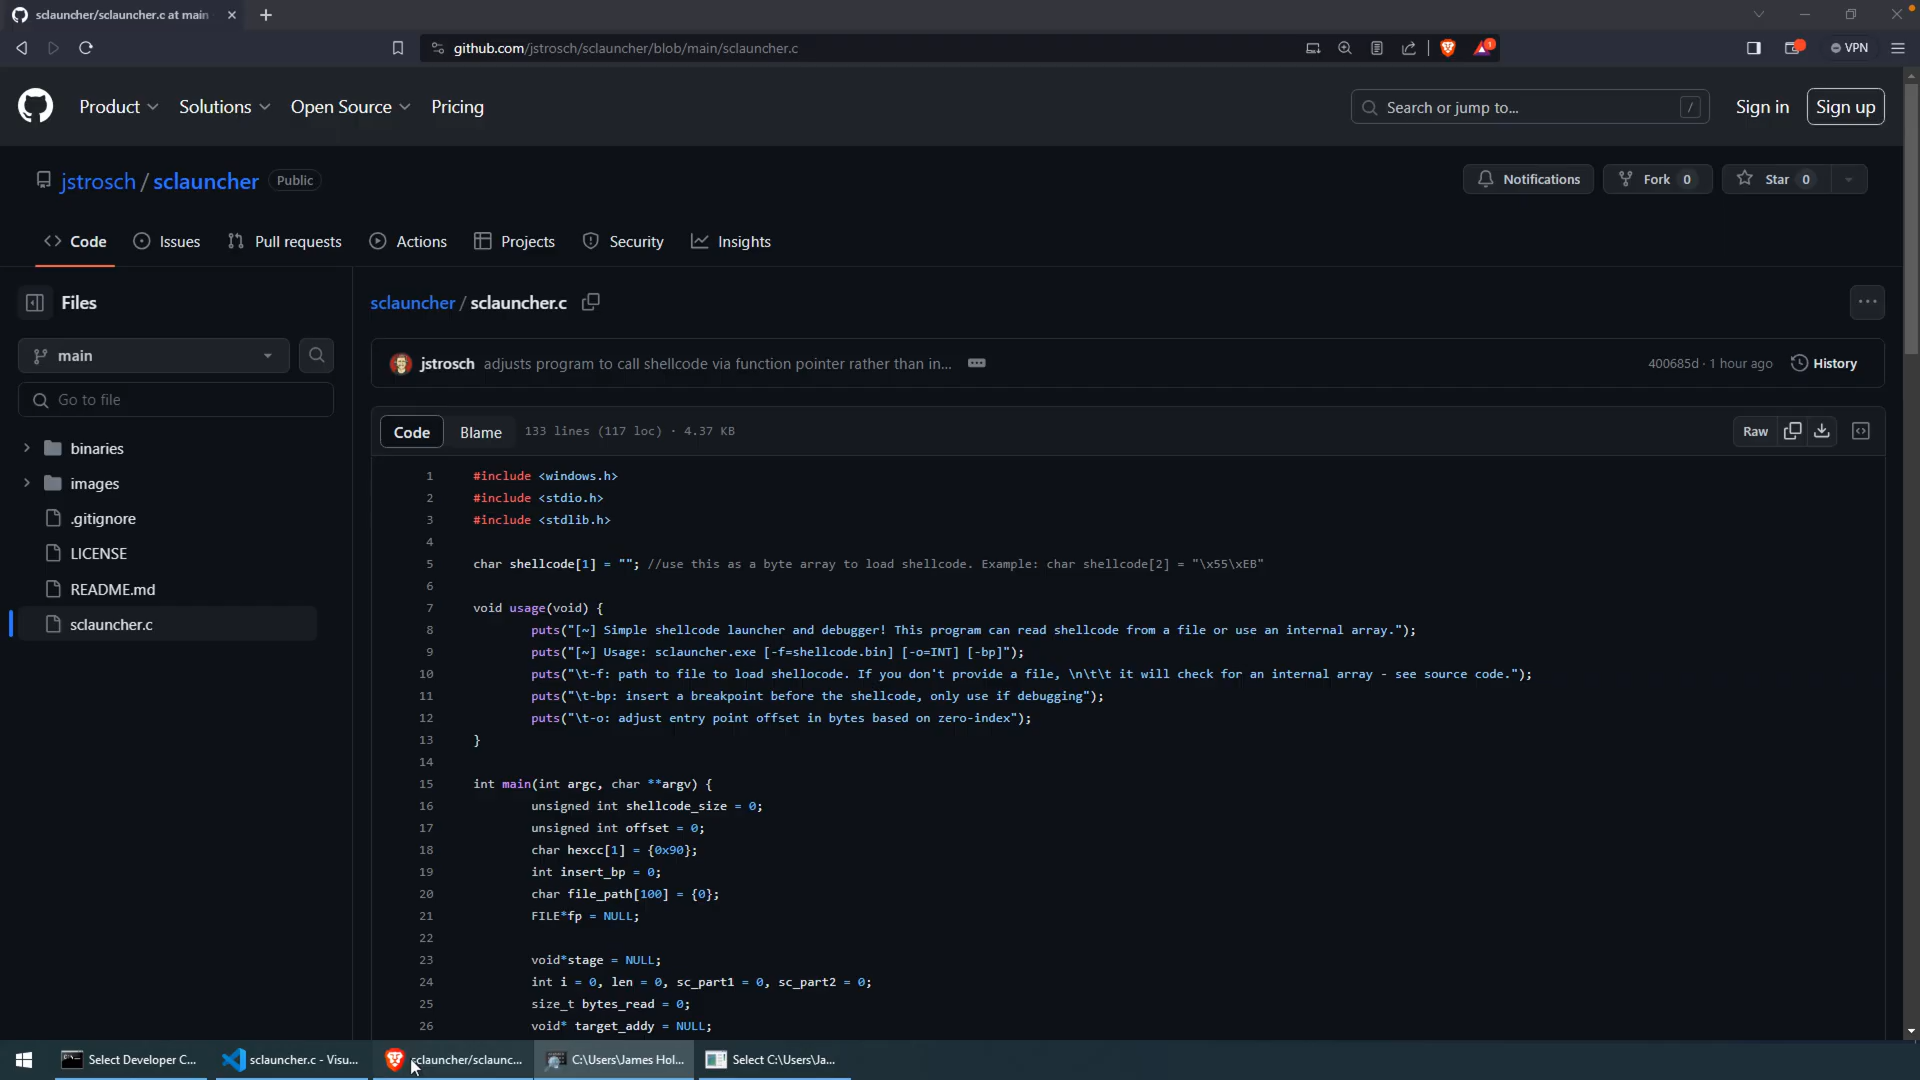 sclauncher/sclauncher.c at main
github.com/jstrosch/sclauncher/blob/main/sclauncher.c
1
VPN
Product
Solutions
Open Source
Pricing
Search or jump to...
/
Sign in
Sign up
jstrosch / sclauncher
Public
Notifications
Fork 0
Star 0
Code
Issues
Pull requests
Actions
Projects
Security
Insights
Files
main
Go to file
binaries
images
.gitignore
LICENSE
README.md
sclauncher.c
sclauncher / sclauncher.c
jstrosch adjusts program to call shellcode via function pointer rather than in...
400685d · 1 hour ago
History
Code
Blame
133 lines (117 loc) · 4.37 KB
Raw
1 #include <windows.h>
2 #include <stdio.h>
3 #include <stdlib.h>
4
5 char shellcode[1] = ""; //use this as a byte array to load shellcode. Example: char shellcode[2] = "\x55\xEB"
6
7 void usage(void) {
8 puts("[~] Simple shellcode launcher and debugger! This program can read shellcode from a file or use an internal array.");
9 puts("[~] Usage: sclauncher.exe [-f=shellcode.bin] [-o=INT] [-bp]");
10 puts("\t-f: path to file to load shellocode. If you don't provide a file, \n\t\t it will check for an internal array - see source code.");
11 puts("\t-bp: insert a breakpoint before the shellcode, only use if debugging");
12 puts("\t-o: adjust entry point offset in bytes based on zero-index");
13 }
14
15 int main(int argc, char **argv) {
16 unsigned int shellcode_size = 0;
17 unsigned int offset = 0;
18 char hexcc[1] = {0x90};
19 int insert_bp = 0;
20 char file_path[100] = {0};
21 FILE*fp = NULL;
22
23 void*stage = NULL;
24 int i = 0, len = 0, sc_part1 = 0, sc_part2 = 0;
25 size_t bytes_read = 0;
26 void* target_addy = NULL;
Select Developer C...
sclauncher.c - Visu...
sclauncher/sclaunc...
C:\Users\James Hol...
Select C:\Users\Ja...